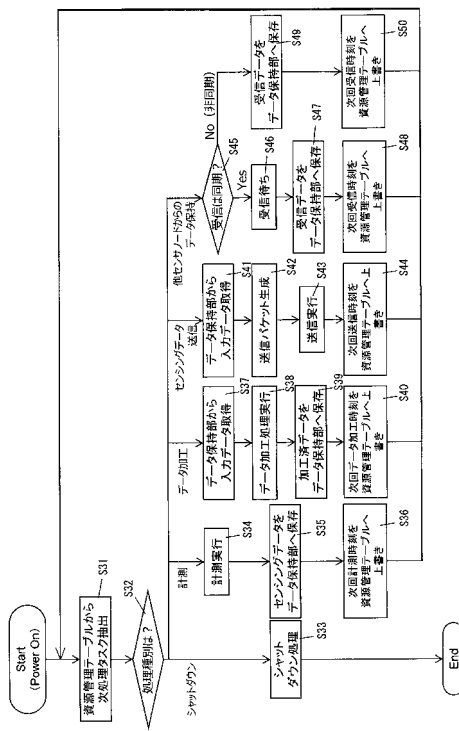 Start
(Power On)
資源管理テーブルから
次処理タスク抽出
S31
処理種別は?
S32
シャットダウン
シャット
ダウン処理
S33
End
計測
計測実行
S34
センシングデータを
データ保持部へ保存
S35
次回計測時刻を
資源管理テーブルへ
上書き
S36
データ加工
データ保持部から
入力データ取得
S37
データ加工処理実行
S38
加工済データを
データ保持部へ保存
S39
次回データ加工時刻を
資源管理テーブルへ上
書き
S40
センシングデータ
送信
データ保持部から
入力データ取得
S41
送信パケット生成
S42
送信実行
S43
次回送信時刻を
資源管理テーブルへ上
書き
S44
他センサノードからの
データ保持
受信は同期?
S45
Yes
No (非同期)
受信待ち
S46
受信データを
データ保持部へ保存
S47
次回受信時刻を
資源管理テーブルへ
上書き
S48
受信データを
データ保持部へ保存
S49
次回受信時刻を
資源管理テーブルへ
上書き
S50